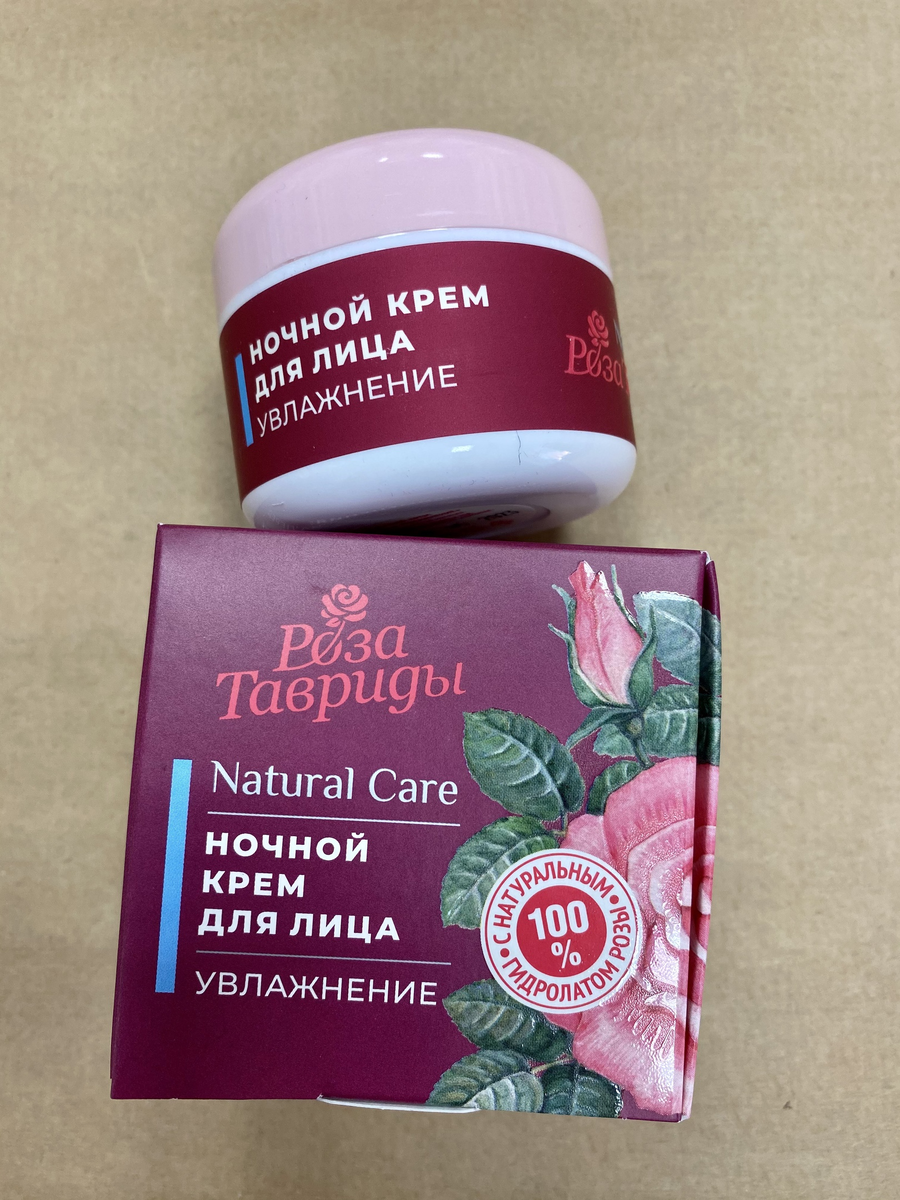 НОЧНОЙ КРЕМ
ДЛЯ ЛИЦА
УВЛАЖНЕНИЕ
Роза
Роза
Тавриды
Natural Care
НОЧНОЙ
КРЕМ
ДЛЯ ЛИЦА
УВЛАЖНЕНИЕ
• С НАТУРАЛЬНЫМ •
100
%
ГИДРОЛАТОМ РОЗЫ